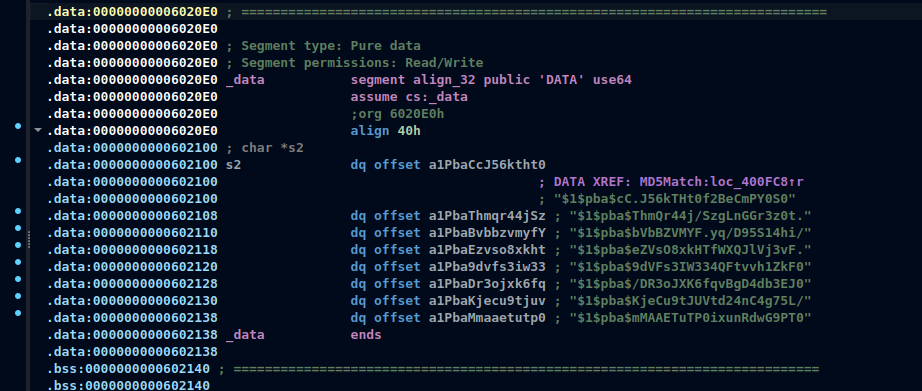 .data:00000000006020E0 ; ===========================================================================
.data:00000000006020E0
.data:00000000006020E0 ; Segment type: Pure data
.data:00000000006020E0 ; Segment permissions: Read/Write
.data:00000000006020E0 _data segment align_32 public 'DATA' use64
.data:00000000006020E0 assume cs:_data
.data:00000000006020E0 ;org 6020E0h
.data:00000000006020E0 align 40h
.data:0000000000602100 ; char *s2
.data:0000000000602100 s2 dq offset a1PbaCcJ56ktht0
.data:0000000000602100 ; DATA XREF: MD5Match:loc_400FC8↑r
.data:0000000000602100 ; "$1$pba$cC.J56kTHt0f2BeCmPY0S0"
.data:0000000000602108 dq offset a1PbaThmqr44jSz ; "$1$pba$ThmQr44j/SzgLnGGr3z0t."
.data:0000000000602110 dq offset a1PbaBvbbzvmyfY ; "$1$pba$bVbBZVMYF.yq/D95S14hi/"
.data:0000000000602118 dq offset a1PbaEzvso8xkht ; "$1$pba$eZVsO8xkHTfWXQJlVj3vF."
.data:0000000000602120 dq offset a1Pba9dvfs3iw33 ; "$1$pba$9dVFs3IW334QFtvvh1ZkF0"
.data:0000000000602128 dq offset a1PbaDr3ojxk6fq ; "$1$pba$/DR3oJXK6fqvBgD4db3EJ0"
.data:0000000000602130 dq offset a1PbaKjecu9tjuv ; "$1$pba$KjeCu9tJUVtd24nC4g75L/"
.data:0000000000602138 dq offset a1PbaMmaaetutp0 ; "$1$pba$mMAAETuTP0ixunRdwG9PT0"
.data:0000000000602138 _data ends
.data:0000000000602138
.bss:0000000000602140 ; ===========================================================================
.bss:0000000000602140